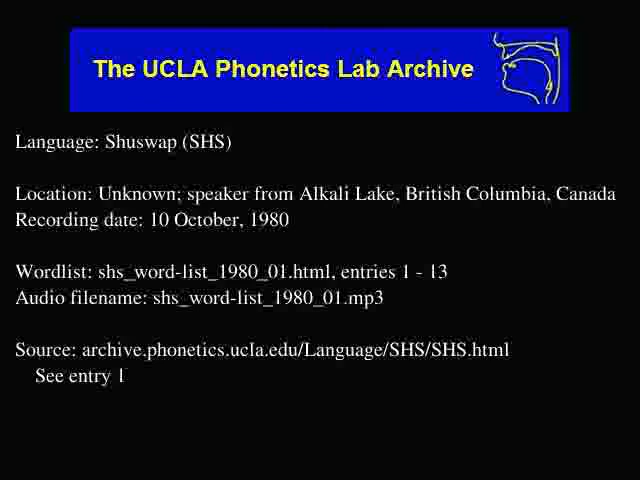 The UCLA Phonetics Lab Archive
Language: Shuswap (SHS)
Location: Unknown; speaker from Alkali Lake, British Columbia, Canada
Recording date: 10 October, 1980
Wordlist: shs_word-list_1980_01.html, entries 1 - 13
Audio filename: shs_word-list_1980_01.mp3
Source: archive.phonetics.ucla.edu/Language/SHS/SHS.html
See entry 1